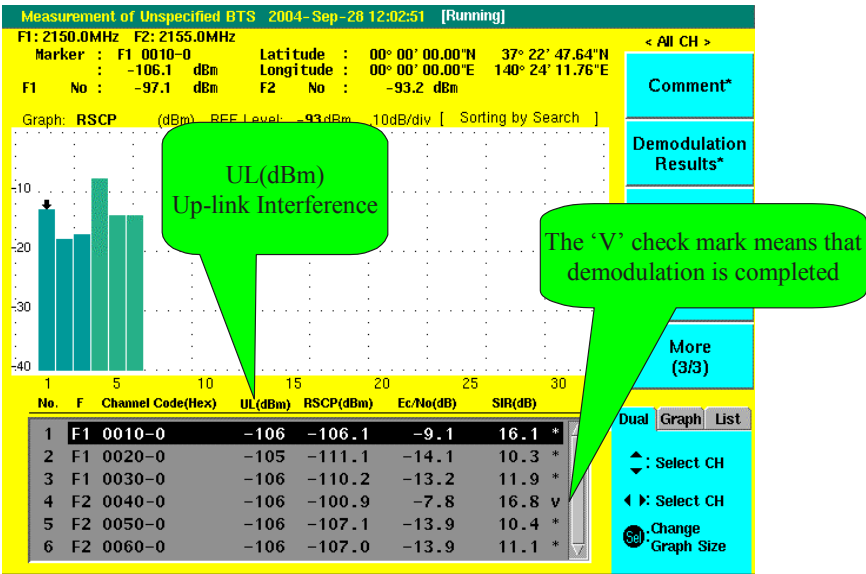 Measurement of Unspecified BTS 2004-Sep-28 12:02:51 [Running]
F1: 2150.0MHz F2: 2155.0MHz
Marker : F1 0010-0 Latitude : 00° 00' 00.00"N 37° 22' 47.64"N
: -106.1 dBm Longitude : 00° 00' 00.00"E 140° 24' 11.76"E
F1 No : -97.1 dBm F2 No : -93.2 dBm
Graph: RSCP (dBm) REF Level: -93dBm 10dB/div [ Sorting by Search ]
< All CH >
Comment*
Demodulation
Results*
UL(dBm)
Up-link Interference
The ‘V’ check mark means that
demodulation is completed
More
(3/3)
-10
-20
-30
-40
1 5 10 15 20 25 30
No. F Channel Code(Hex) UL(dBm) RSCP(dBm) Ec/No(dB) SIR(dB)
1 F1 0010-0 -106 -106.1 -9.1 16.1 *
2 F1 0020-0 -105 -111.1 -14.1 10.3 *
3 F1 0030-0 -106 -110.2 -13.2 11.9 *
4 F2 0040-0 -106 -100.9 -7.8 16.8 v
5 F2 0050-0 -106 -107.1 -13.9 10.4 *
6 F2 0060-0 -106 -107.0 -13.9 11.1 *
Dual Graph List
: Select CH
: Select CH
Sel : Change
Graph Size